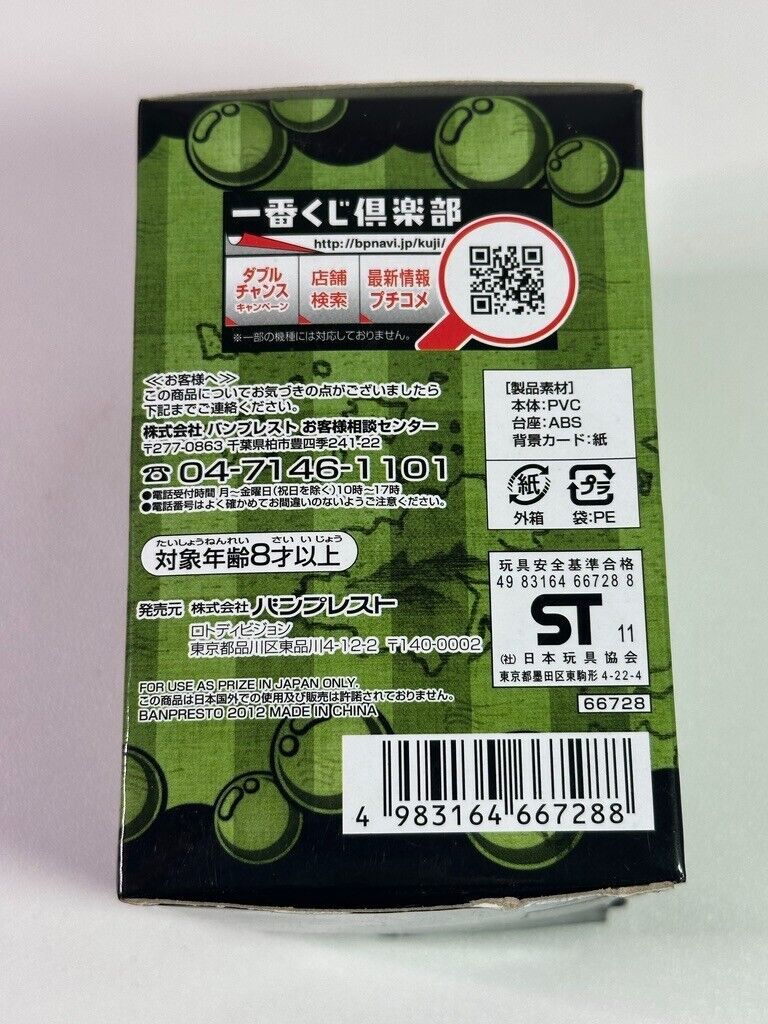 一番くじ倶楽部
http://bpnavi.jp/kuji/
ダブル
チャンス
キャンペーン
店舗
検索
最新情報
プチコメ
※一部の機種には対応しておりません。
≪お客様へ≫
この商品についてお気づきの点がございましたら
下記までご連絡ください。
株式会社 バンプレスト お客様相談センター
〒277-0863 千葉県柏市豊四季241-22
☎ 04-7146-1101
●電話受付時間 月～金曜日(祝日を除く)10時～17時
●電話番号はよく確かめてお間違いのないようご注意ください。
[製品素材]
本体:PVC
台座:ABS
背景カード:紙
紙
プラ
外箱
袋:PE
たいしょうねんれい さい いじょう
対象年齢8才以上
発売元 株式会社 バンプレスト
ロトディビジョン
東京都品川区東品川4-12-2 〒140-0002
玩具安全基準合格
49 83164 66728 8
ST 11
(社)日本玩具協会
東京都墨田区東駒形 4-22-4
66728
FOR USE AS PRIZE IN JAPAN ONLY.
この商品は日本国外での使用及び販売は許諾されておりません。
BANPRESTO 2012 MADE IN CHINA
4 983164 667288